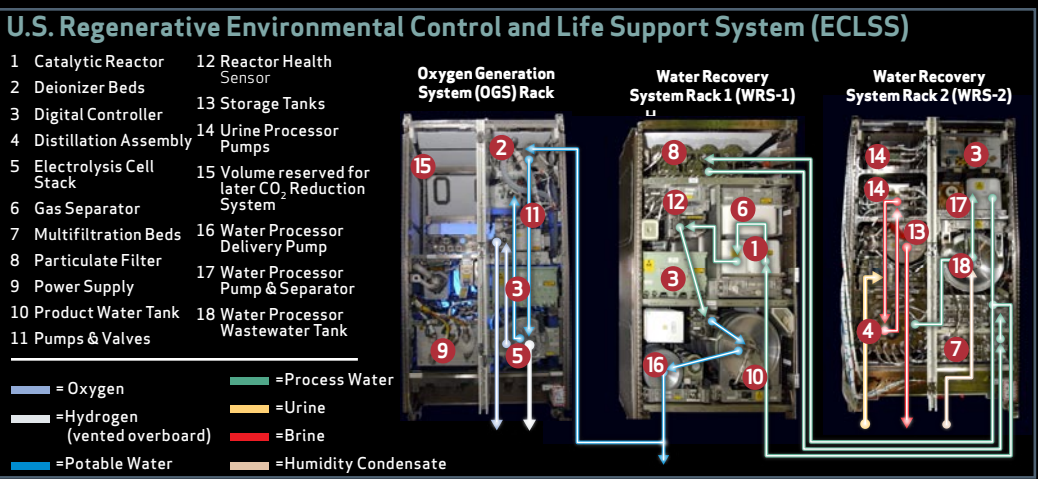 U.S. Regenerative Environmental Control and Life Support System (ECLSS)
1 Catalytic Reactor
2 Deionizer Beds
3 Digital Controller
4 Distillation Assembly
5 Electrolysis Cell
Stack
6 Gas Separator
7 Multifiltration Beds
8 Particulate Filter
9 Power Supply
10 Product Water Tank
11 Pumps & Valves
12 Reactor Health
Sensor
13 Storage Tanks
14 Urine Processor
Pumps
15 Volume reserved for
later CO2 Reduction
System
16 Water Processor
Delivery Pump
17 Water Processor
Pump & Separator
18 Water Processor
Wastewater Tank
= Oxygen
=Hydrogen
(vented overboard)
=Potable Water
=Process Water
=Urine
=Brine
=Humidity Condensate
Oxygen Generation
System (OGS) Rack
15
2
11
3
9
5
Water Recovery
System Rack 1 (WRS-1)
8
12
6
1
3
16
10
Water Recovery
System Rack 2 (WRS-2)
14
3
14
17
13
18
4
7